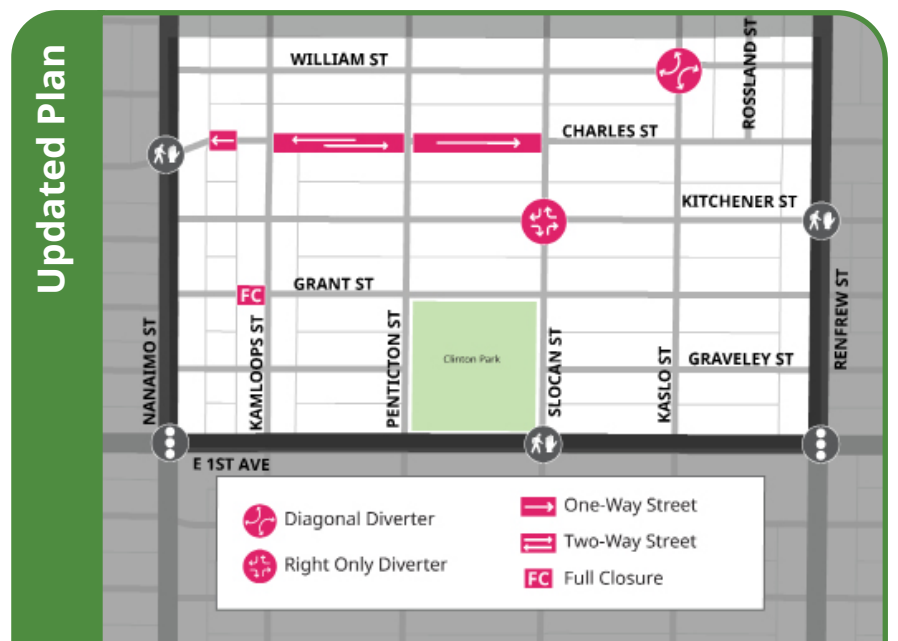 Updated Plan
WILLIAM ST
ROSSLAND ST
CHARLES ST
KITCHENER ST
FC
GRANT ST
NANAIMO ST
KAMLOOPS ST
PENTICTON ST
Clinton Park
SLOCAN ST
KASLO ST
GRAVELEY ST
RENFREW ST
E 1ST AVE
Diagonal Diverter
Right Only Diverter
One-Way Street
Two-Way Street
FC Full Closure